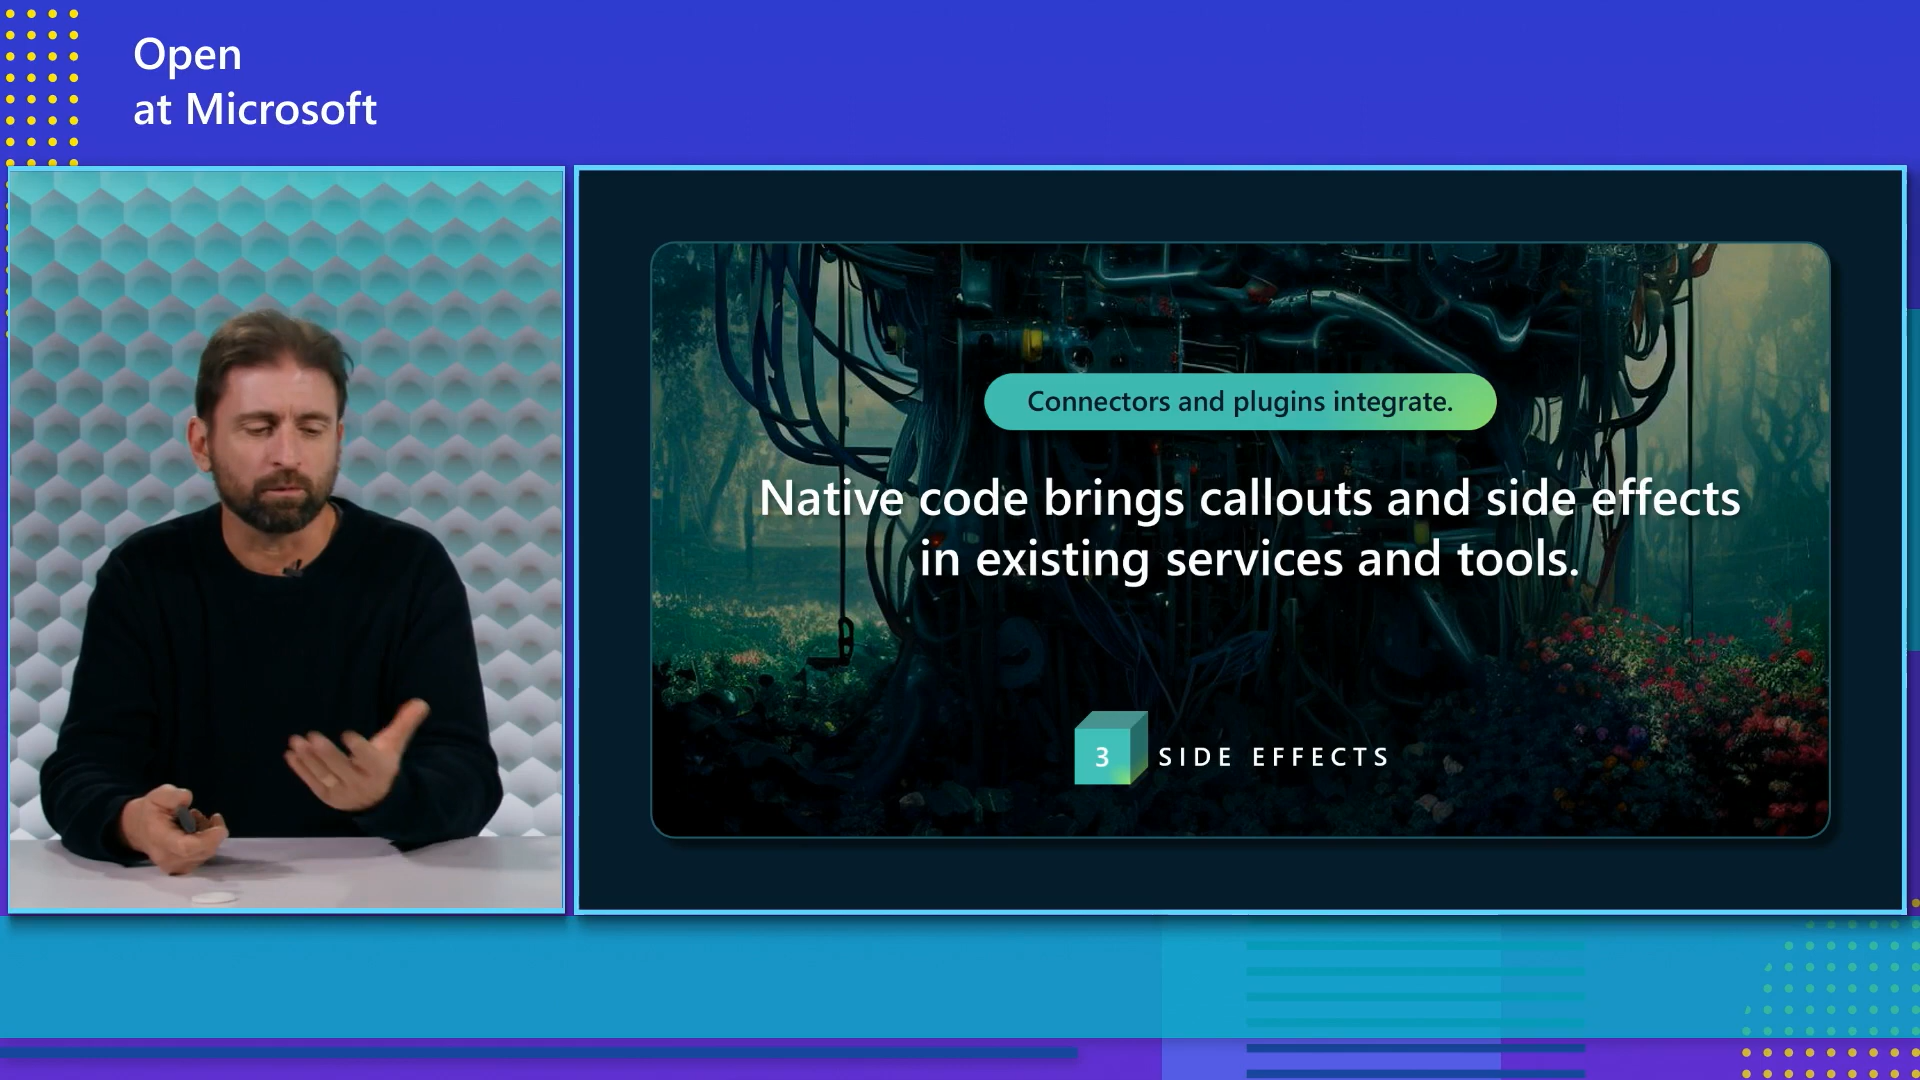 Open
at Microsoft
Connectors and plugins integrate.
Native code brings callouts and side effects
in existing services and tools.
3 SIDE EFFECTS